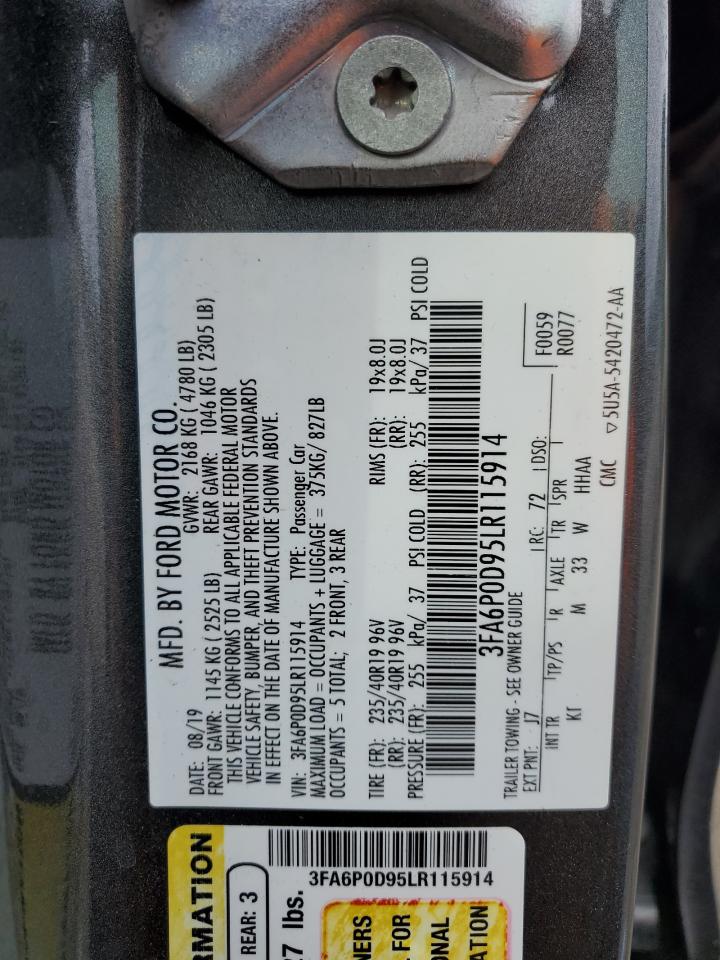 MFD. BY FORD MOTOR CO.
DATE: 08/19 GVWR: 2168 KG ( 4780 LB)
FRONT GAWR: 1145 KG ( 2525 LB) REAR GAWR: 1046 KG ( 2305 LB)
THIS VEHICLE CONFORMS TO ALL APPLICABLE FEDERAL MOTOR
VEHICLE SAFETY, BUMPER, AND THEFT PREVENTION STANDARDS
IN EFFECT ON THE DATE OF MANUFACTURE SHOWN ABOVE.
VIN: 3FA6P0D95LR115914 TYPE: Passenger Car
MAXIMUM LOAD = OCCUPANTS + LUGGAGE = 375KG/ 827LB
OCCUPANTS = 5 TOTAL; 2 FRONT, 3 REAR
TIRE (FR): 235/40R19 96V RIMS (FR): 19x8.0J
(RR): 235/40R19 96V (RR): 19x8.0J
PRESSURE (FR): 255 kPa/ 37 PSI COLD (RR): 255 kPa/ 37 PSI COLD
3FA6P0D95LR115914
TRAILER TOWING - SEE OWNER GUIDE
EXT PNT: J7 RC: 72 DSO: F0059
R0077
INT TR TP/PS R AXLE TR SPR
KT M 33 W HHAA
CMC ▽5U5A-5420472-AA
3FA6P0D95LR115914
RMATION
REAR: 3
lbs.
FOR